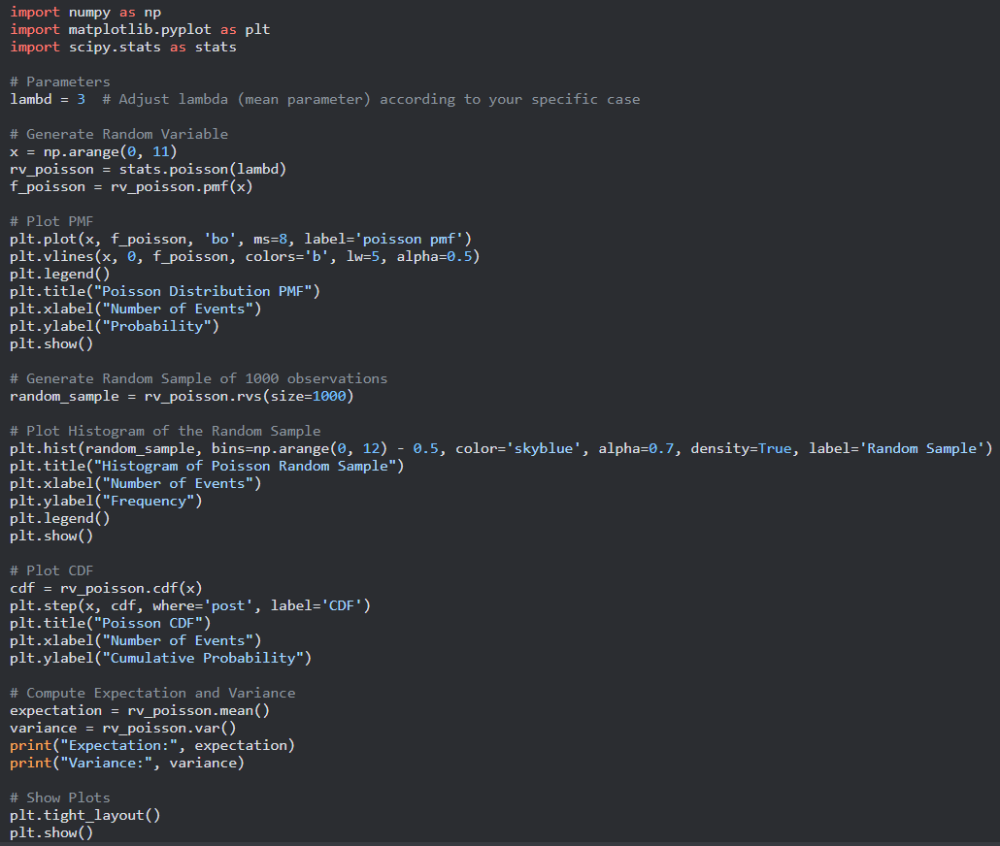 import numpy as np
import matplotlib.pyplot as plt
import scipy.stats as stats

# Parameters
lambd = 3  # Adjust lambda (mean parameter) according to your specific case

# Generate Random Variable
x = np.arange(0, 11)
rv_poisson = stats.poisson(lambd)
f_poisson = rv_poisson.pmf(x)

# Plot PMF
plt.plot(x, f_poisson, 'bo', ms=8, label='poisson pmf')
plt.vlines(x, 0, f_poisson, colors='b', lw=5, alpha=0.5)
plt.legend()
plt.title("Poisson Distribution PMF")
plt.xlabel("Number of Events")
plt.ylabel("Probability")
plt.show()

# Generate Random Sample of 1000 observations
random_sample = rv_poisson.rvs(size=1000)

# Plot Histogram of the Random Sample
plt.hist(random_sample, bins=np.arange(0, 12) - 0.5, color='skyblue', alpha=0.7, density=True, label='Random Sample')
plt.title("Histogram of Poisson Random Sample")
plt.xlabel("Number of Events")
plt.ylabel("Frequency")
plt.legend()
plt.show()

# Plot CDF
cdf = rv_poisson.cdf(x)
plt.step(x, cdf, where='post', label='CDF')
plt.title("Poisson CDF")
plt.xlabel("Number of Events")
plt.ylabel("Cumulative Probability")

# Compute Expectation and Variance
expectation = rv_poisson.mean()
variance = rv_poisson.var()
print("Expectation:", expectation)
print("Variance:", variance)

# Show Plots
plt.tight_layout()
plt.show()